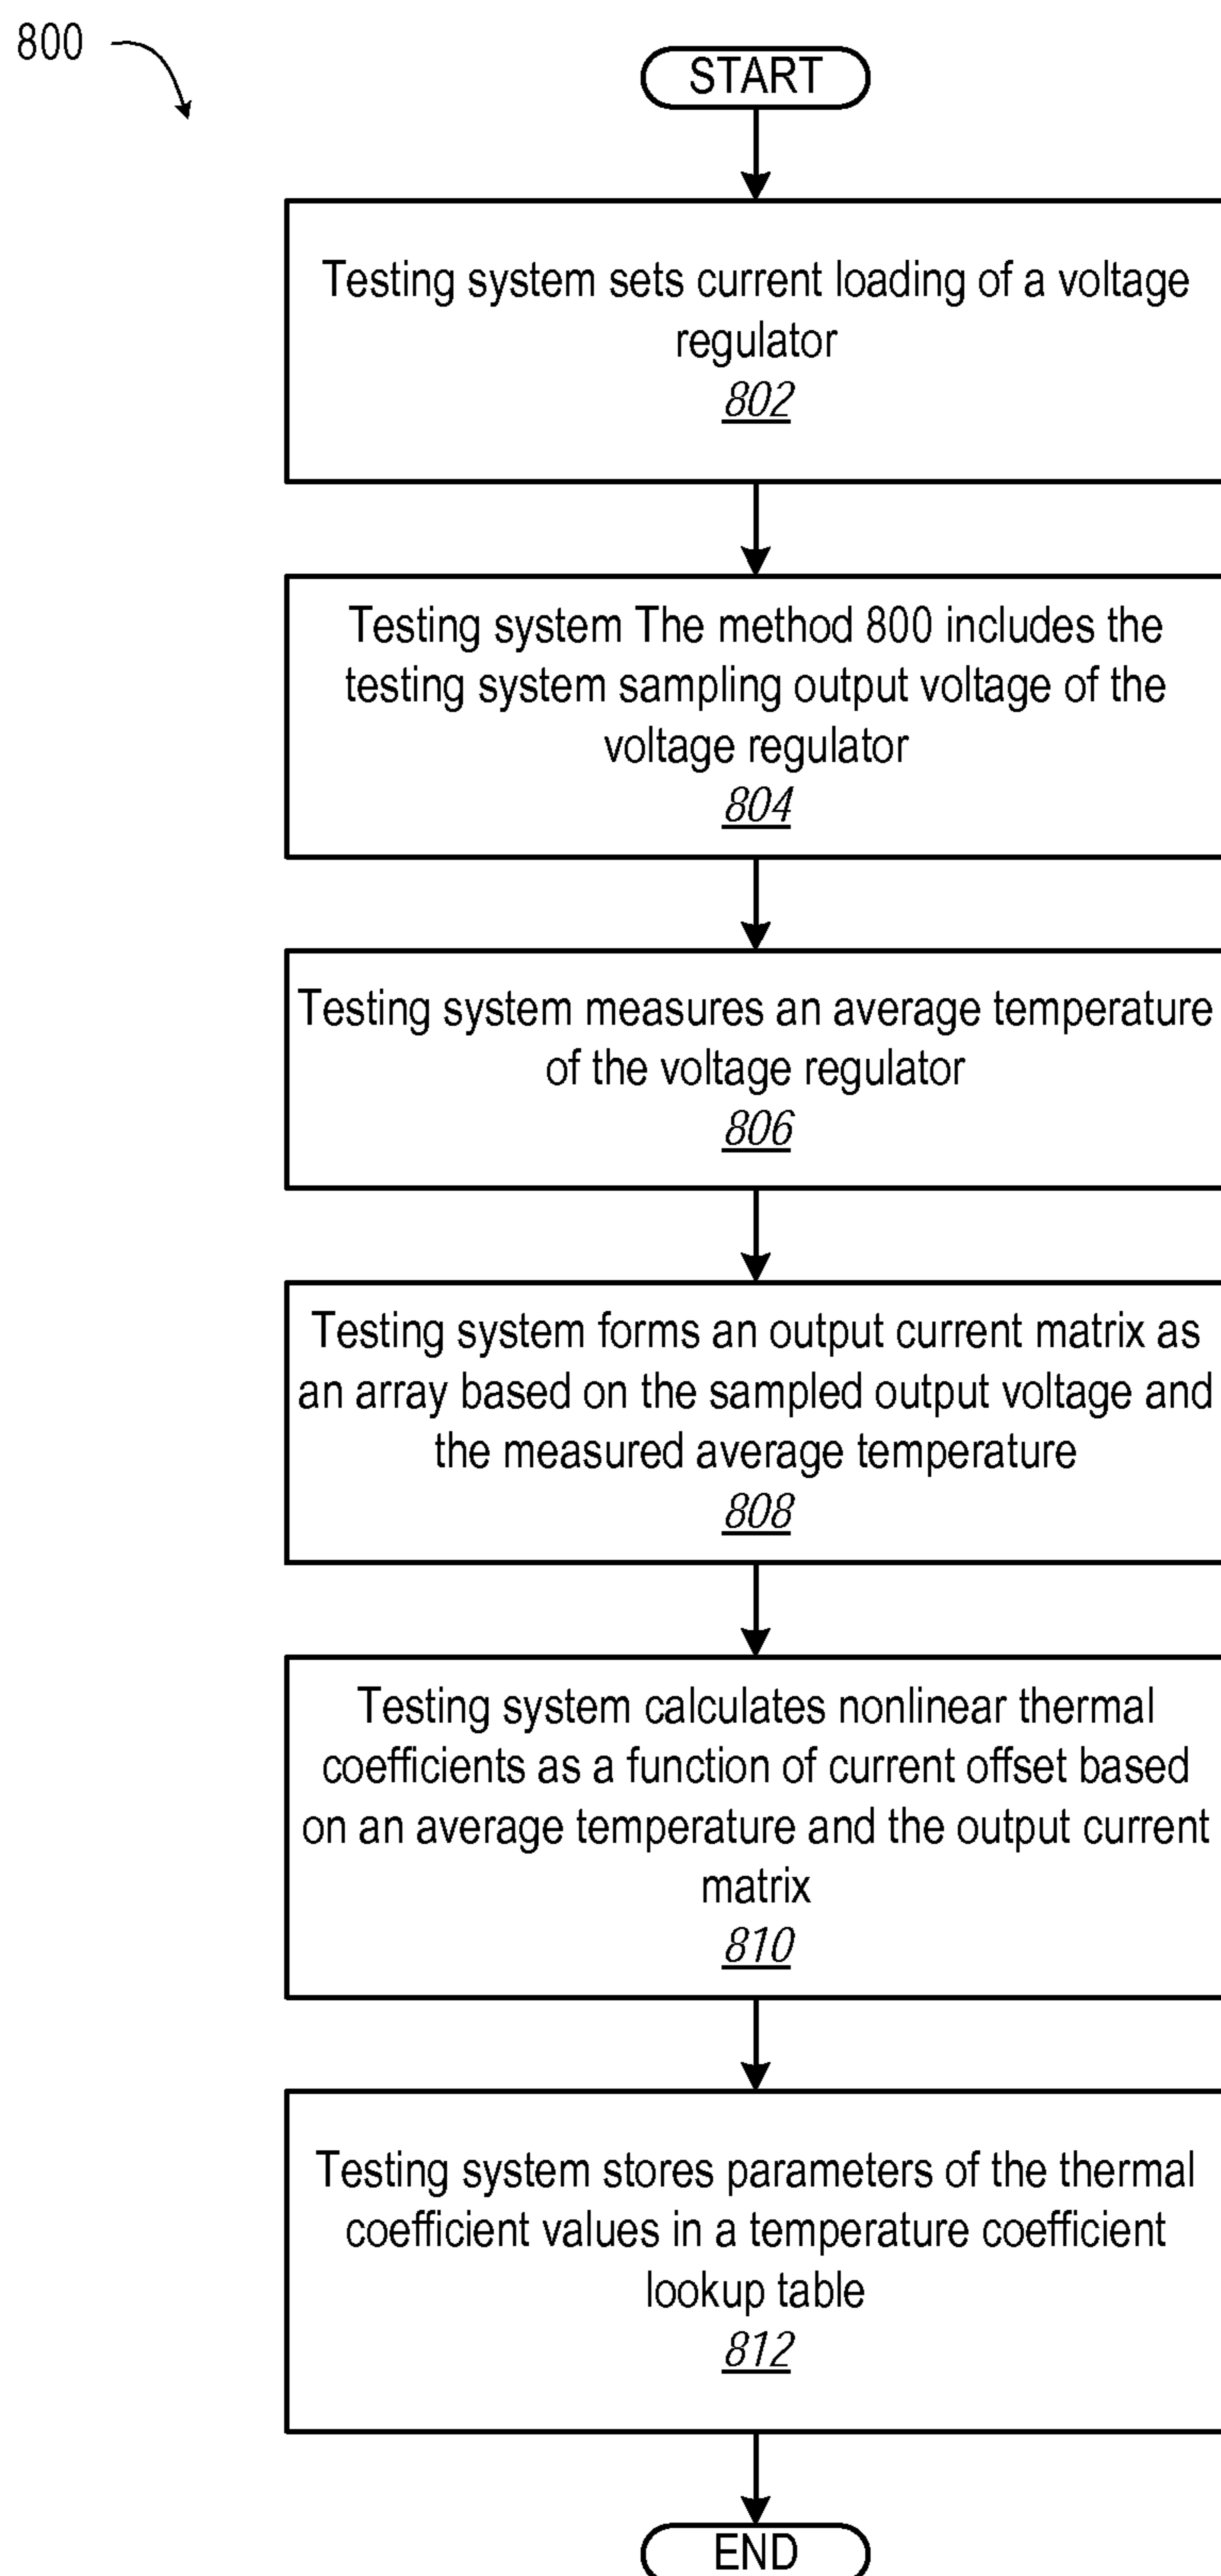 800
START
Testing system sets current loading of a voltage
regulator
802
Testing system The method 800 includes the
testing system sampling output voltage of the
voltage regulator
804
Testing system measures an average temperature
of the voltage regulator
806
Testing system forms an output current matrix as
an array based on the sampled output voltage and
the measured average temperature
808
Testing system calculates nonlinear thermal
coefficients as a function of current offset based
on an average temperature and the output current
matrix
810
Testing system stores parameters of the thermal
coefficient values in a temperature coefficient
lookup table
812
END